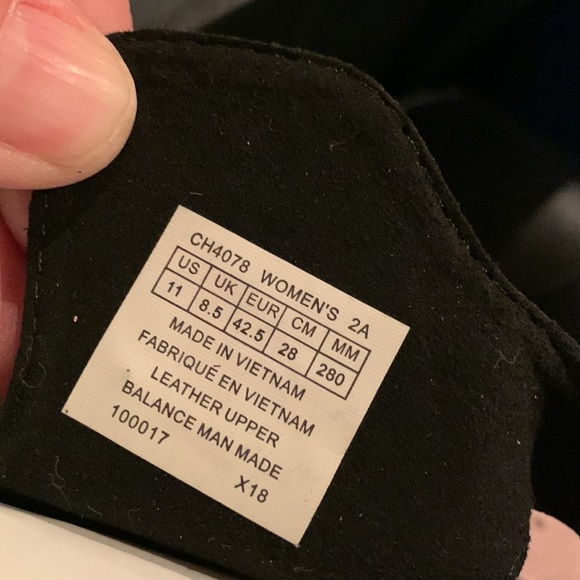 CH4078 WOMEN'S 2A
US UK EUR CM MM
11 8.5 42.5 28 280
MADE IN VIETNAM
FABRIQUÉ EN VIETNAM
LEATHER UPPER
BALANCE MAN MADE
100017 X18